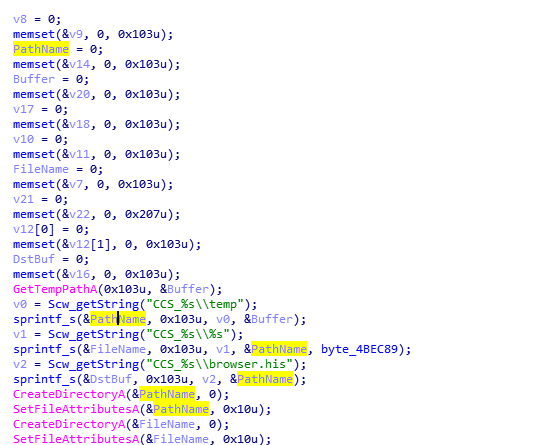 v8 = 0;
memset(&v9, 0, 0x103u);
PathName = 0;
memset(&v14, 0, 0x103u);
Buffer = 0;
memset(&v20, 0, 0x103u);
v17 = 0;
memset(&v18, 0, 0x103u);
v10 = 0;
memset(&v11, 0, 0x103u);
FileName = 0;
memset(&v7, 0, 0x103u);
v21 = 0;
memset(&v22, 0, 0x207u);
v12[0] = 0;
memset(&v12[1], 0, 0x103u);
DstBuf = 0;
memset(&v16, 0, 0x103u);
GetTempPathA(0x103u, &Buffer);
v0 = Scw_getString("CCS_%s\\temp");
sprintf_s(&PathName, 0x103u, v0, &Buffer);
v1 = Scw_getString("CCS_%s\\%s");
sprintf_s(&FileName, 0x103u, v1, &PathName, byte_4BEC89);
v2 = Scw_getString("CCS_%s\\browser.his");
sprintf_s(&DstBuf, 0x103u, v2, &PathName);
CreateDirectoryA(&PathName, 0);
SetFileAttributesA(&PathName, 0x10u);
CreateDirectoryA(&FileName, 0);
SetFileAttributesA(&FileName, 0x10u);